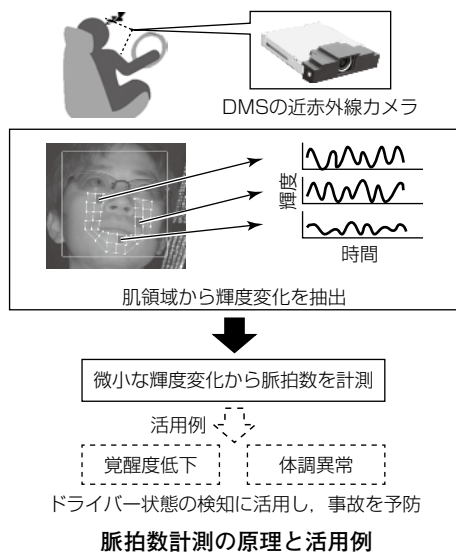 DMSの近赤外線カメラ
輝度
時間
肌領域から輝度変化を抽出
微小な輝度変化から脈拍数を計測
活用例
覚醒度低下
体調異常
ドライバー状態の検知に活用し，事故を予防
脈拍数計測の原理と活用例